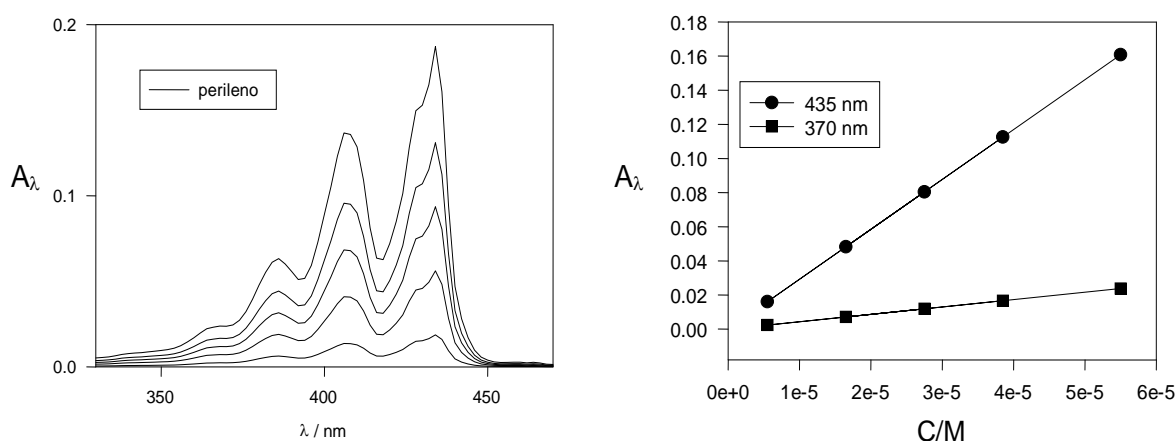 0.2
0.1
0.0
Aλ
perileno
350
400
450
λ / nm
0.18
0.16
0.14
0.12
0.10
0.08
0.06
0.04
0.02
0.00
Aλ
435 nm
370 nm
0e+0
1e-5
2e-5
3e-5
4e-5
5e-5
6e-5
C/M